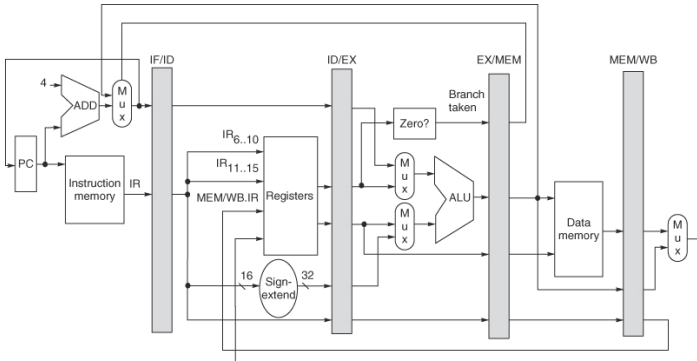 IF/ID
ID/EX
EX/MEM
MEM/WB
4
ADD
M
u
x
Branch
taken
Zero?
IR6..10
IR11..15
MEM/WB.IR
PC
Instruction
memory
IR
Registers
M
u
x
M
u
x
ALU
Data
memory
M
u
x
16
Sign-
extend
32